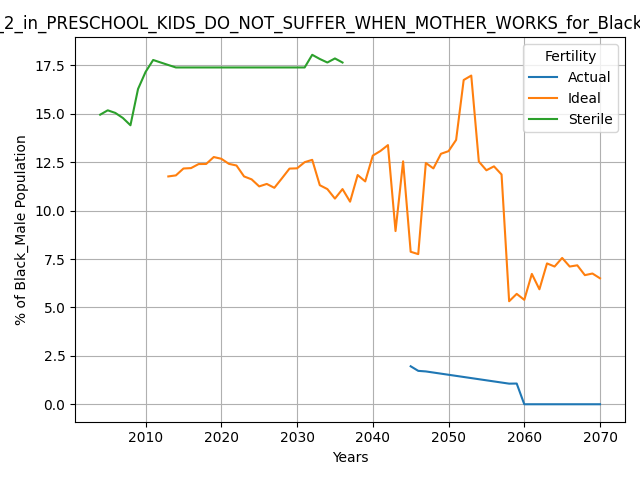 _2_in_PRESCHOOL_KIDS_DO_NOT_SUFFER_WHEN_MOTHER_WORKS_for_Black
17.5
15.0
12.5
10.0
7.5
5.0
2.5
0.0
% of Black_Male Population
Fertility
Actual
Ideal
Sterile
2010 2020 2030 2040 2050 2060 2070
Years